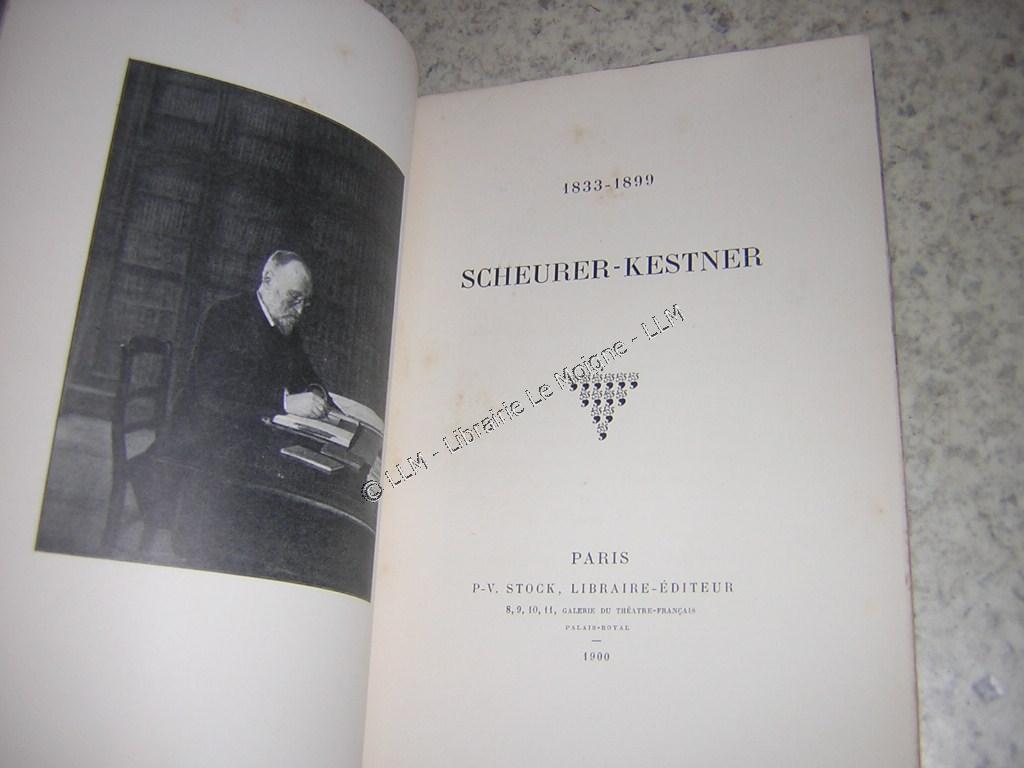 1833-1899
SCHEURER-KESTNER
© LLM - Librairie Le Moigne - LLM
PARIS
P-V. STOCK, LIBRAIRE-ÉDITEUR
8, 9, 10, 11, GALERIE DU THÉATRE-FRANÇAIS
PALAIS-ROYAL
1900